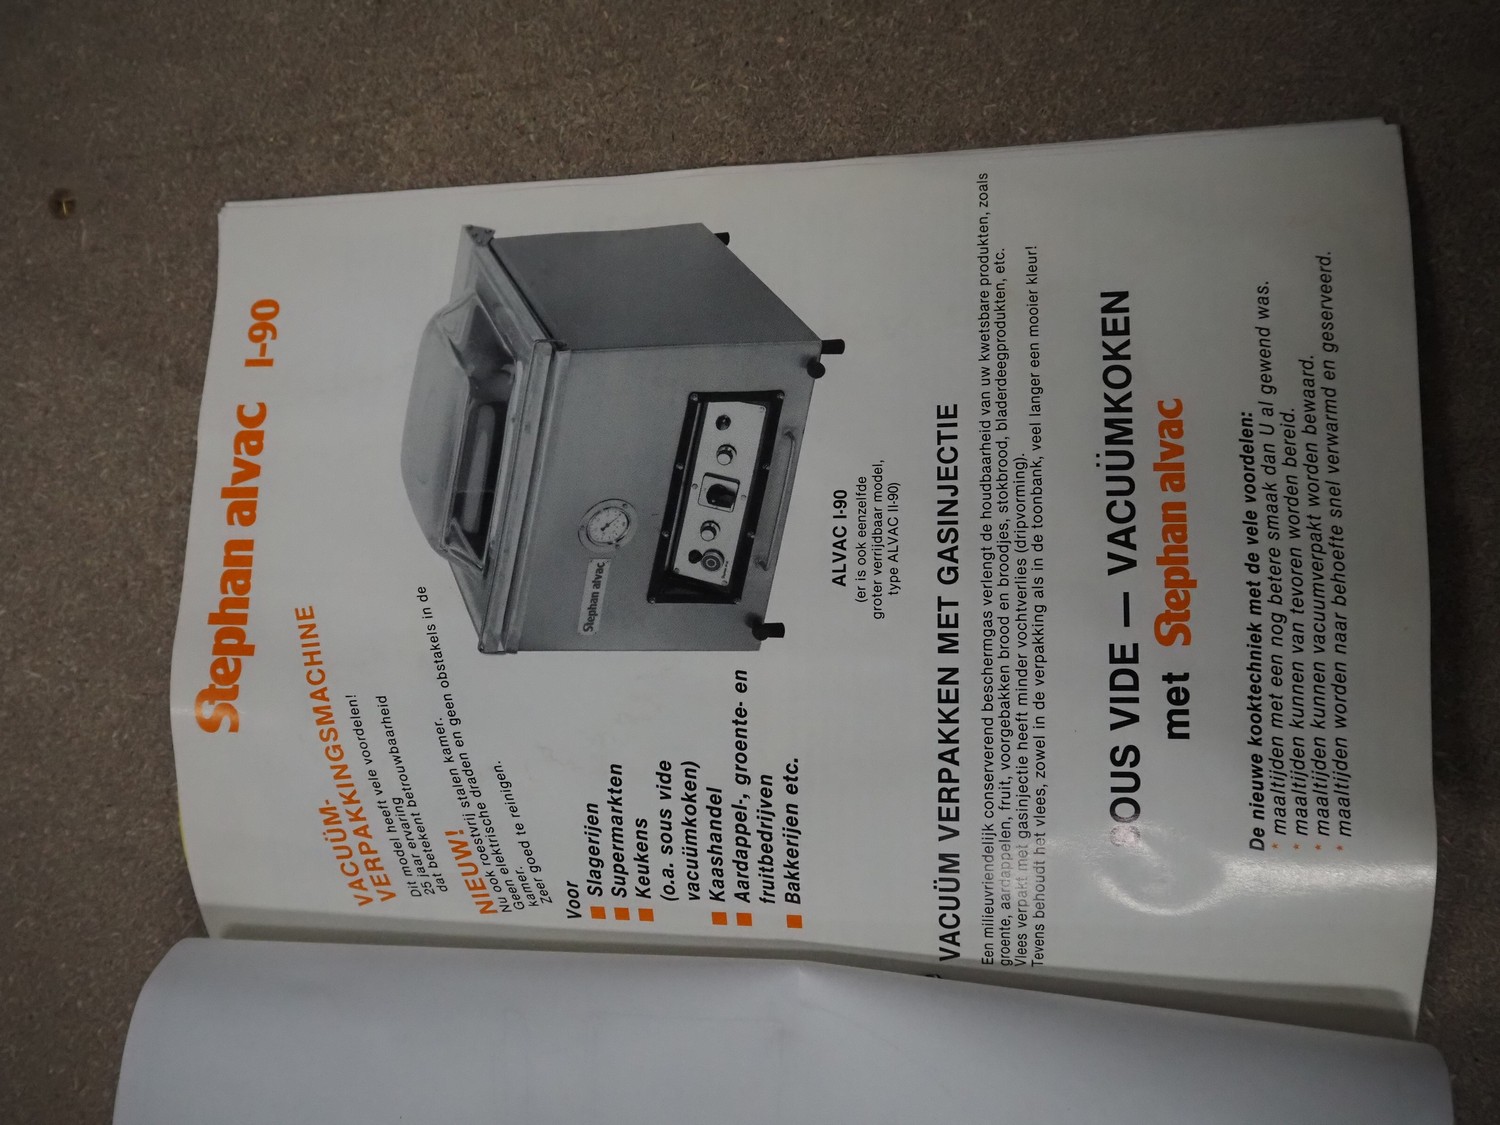 Stephan alvac I-90
VACUÜM-
VERPAKKINGSMACHINE
Dit model heeft vele voordelen!
25 jaar ervaring
dat betekent betrouwbaarheid
NIEUW!
Nu ook roestvrij stalen kamer.
Geen elektrische draden en geen obstakels in de
kamer.
Zeer goed te reinigen.
Voor
■ Slagerijen
■ Supermarkten
■ Keukens
(o.a. sous vide
vacuümkoken)
■ Kaashandel
■ Aardappel-, groente- en
fruitbedrijven
■ Bakkerijen etc.
Stephan alvac
ALVAC I-90
(er is ook eenzelfde
groter verrijdbaar model,
type ALVAC II-90)
VACUÜM VERPAKKEN MET GASINJECTIE
Een milieuvriendelijk conserverend beschermgas verlengt de houdbaarheid van uw kwetsbare produkten, zoals
groente, aardappelen, fruit, voorgebakken brood en broodjes, stokbrood, bladerdeegprodukten, etc.
Vlees verpakt met gasinjectie heeft minder vochtverlies (dripvorming).
Tevens behoudt het vlees, zowel in de verpakking als in de toonbank, veel langer een mooier kleur!
SOUS VIDE — VACUÜMKOKEN
met Stephan alvac
De nieuwe kooktechniek met de vele voordelen:
* maaltijden met een nog betere smaak dan U al gewend was.
* maaltijden kunnen van tevoren worden bereid.
* maaltijden kunnen vacuumverpakt worden bewaard.
* maaltijden worden naar behoefte snel verwarmd en geserveerd.